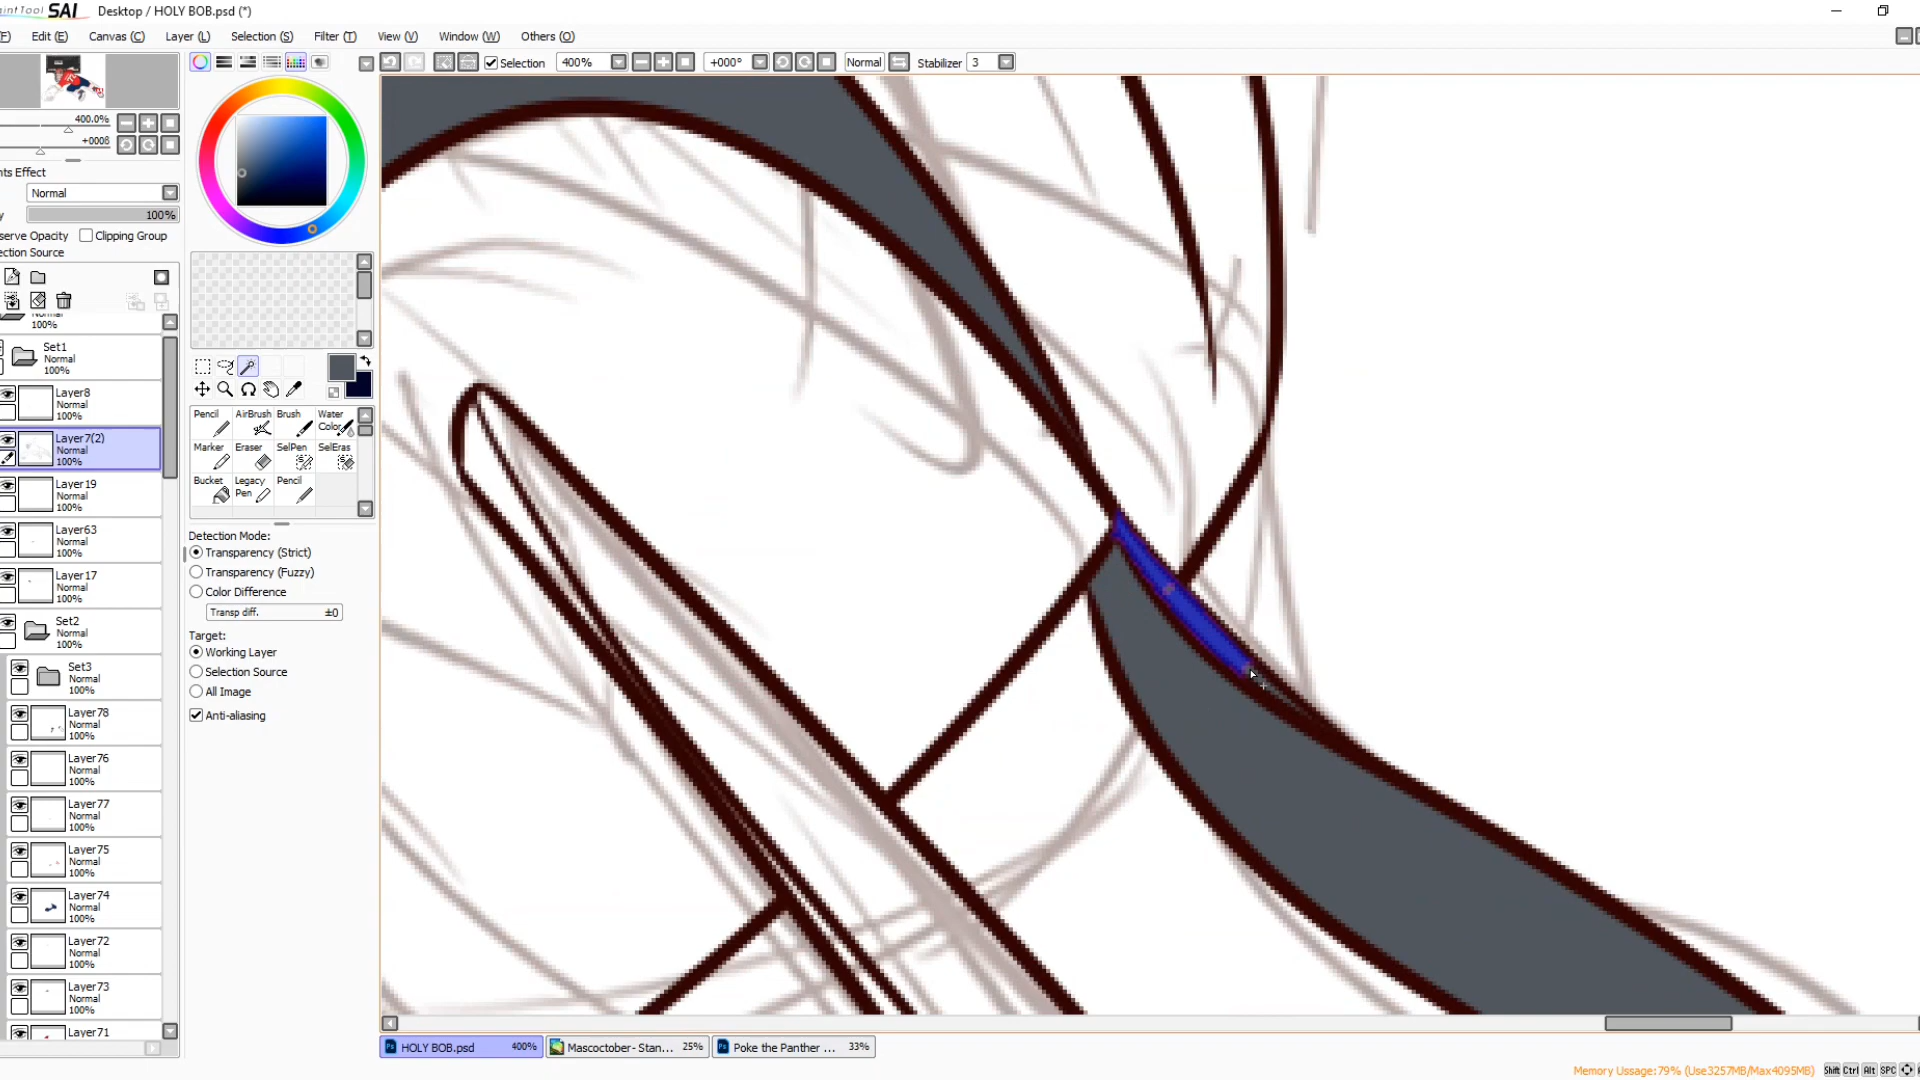 PaintTool SAI Desktop / HOLY BOB.psd (*)
(F) Edit (E) Canvas (C) Layer (L) Selection (S) Filter (T) View (V) Window (W) Others (O)
Selection 400% +000° Normal Stabilizer 3
400.0%
+000θ
nts Effect
Normal
y 100%
serve Opacity Clipping Group
ection Source
100%
Set1
Normal
100%
Layer8
Normal
100%
Layer7(2)
Normal
100%
Layer19
Normal
100%
Layer63
Normal
100%
Layer17
Normal
100%
Set2
Normal
100%
Set3
Normal
100%
Layer78
Normal
100%
Layer76
Normal
100%
Layer77
Normal
100%
Layer75
Normal
100%
Layer74
Normal
100%
Layer72
Normal
100%
Layer73
Normal
100%
Layer71
Pencil AirBrush Brush Water Color
Marker Eraser SelPen SelEras
Bucket Legacy Pen Pencil
Detection Mode:
Transparency (Strict)
Transparency (Fuzzy)
Color Difference
Transp diff. ±0
Target:
Working Layer
Selection Source
All Image
Anti-aliasing
HOLY BOB.psd 400% Mascoctober- Stan... 25% Poke the Panther ... 33%
Memory Ussage:79% (Use3257MB/Max4095MB) Shift Ctrl Alt SPC